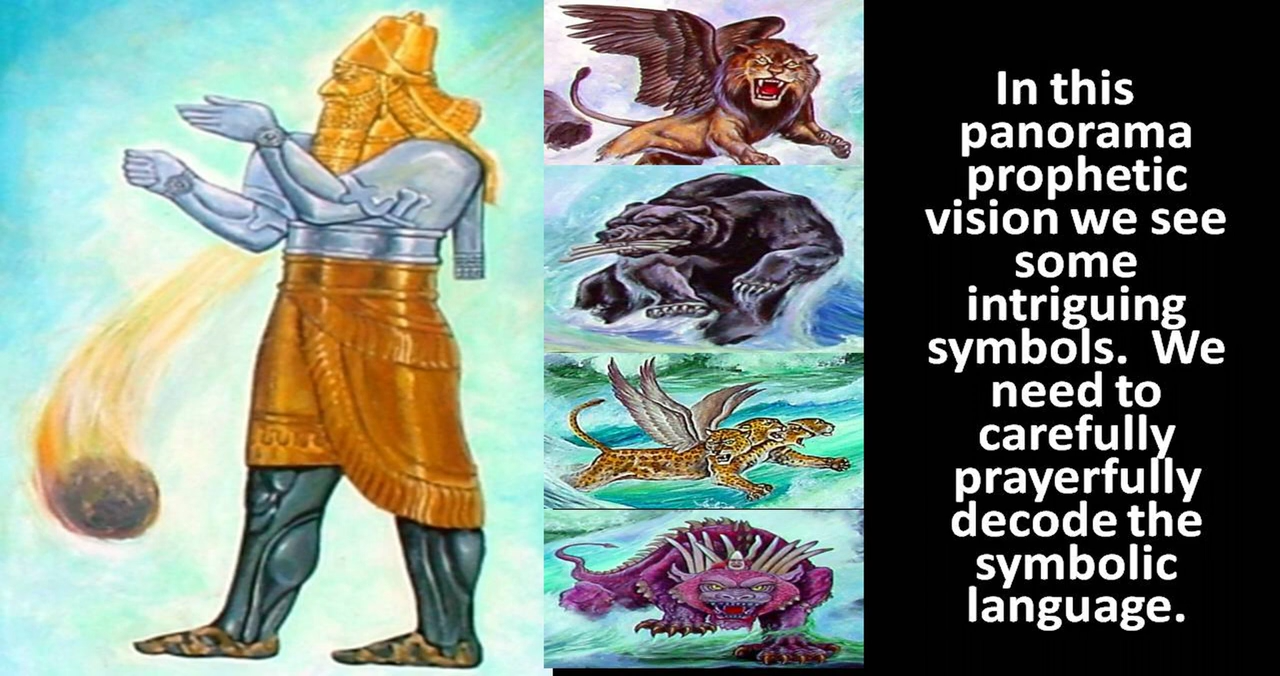 In this
panorama
prophetic
vision we see
some
intriguing
symbols.  We
need to
carefully
prayerfully
decode the
symbolic
language.